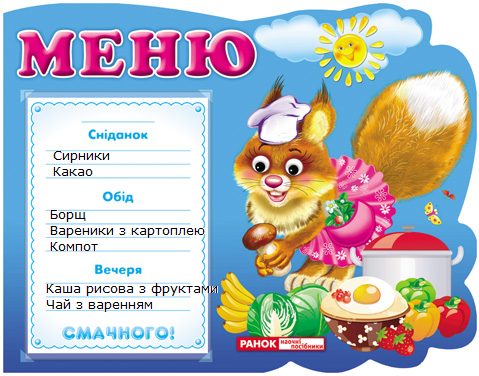 МЕНЮ
Сніданок
Сирники
Какао
Обід
Борщ
Вареники з картоплею
Компот
Вечеря
Каша рисова з фруктами
Чай з варенням
СМАЧНОГО!
РАНОК наочні посібники